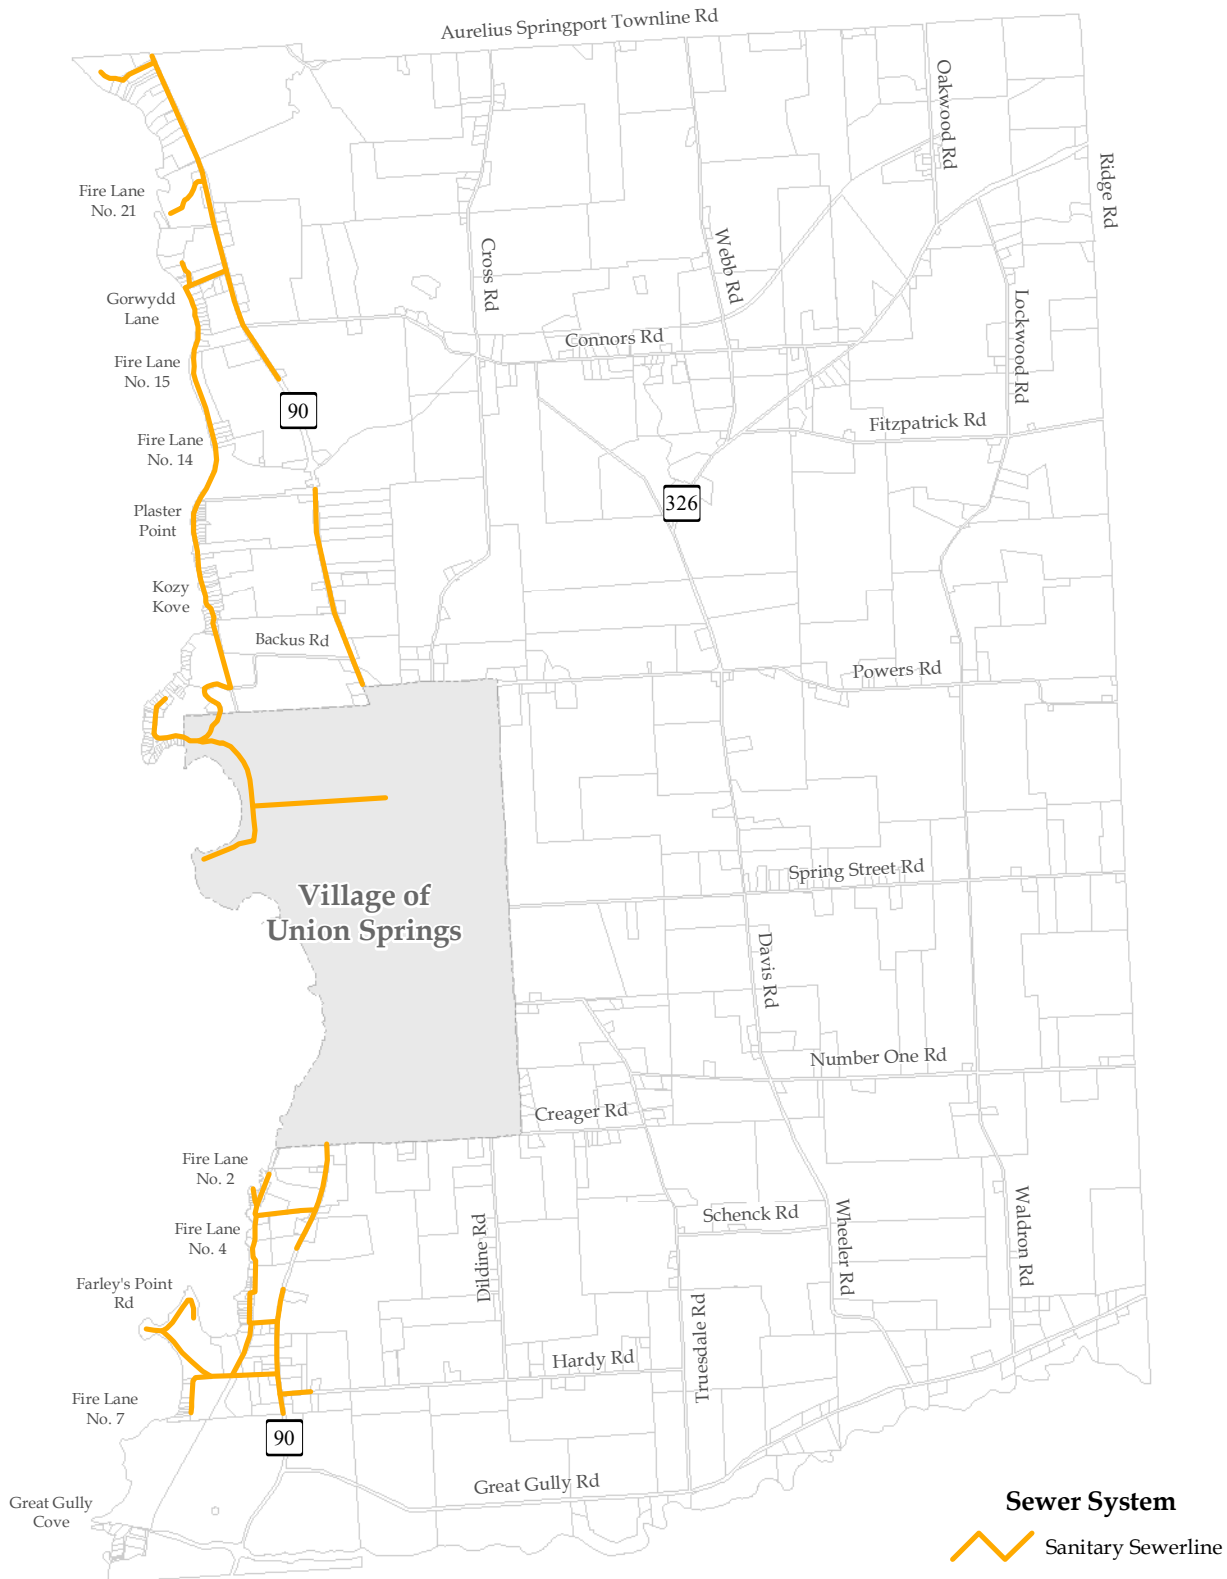 Aurelius Springport Townline Rd
Oakwood Rd
Ridge Rd
Fire Lane
No. 21
Cross Rd
Webb Rd
Gorwydd
Lane
Lockwood Rd
Connors Rd
Fire Lane
No. 15
90
Fitzpatrick Rd
Fire Lane
No. 14
326
Plaster
Point
Kozy
Kove
Backus Rd
Powers Rd
Spring Street Rd
Village of
Union Springs
Davis Rd
Number One Rd
Creager Rd
Fire Lane
No. 2
Fire Lane
No. 4
Schenck Rd
Dildine Rd
Wheeler Rd
Waldron Rd
Farley's Point
Rd
Truesdale Rd
Hardy Rd
Fire Lane
No. 7
90
Great Gully Rd
Great Gully
Cove
Sewer System
Sanitary Sewerline